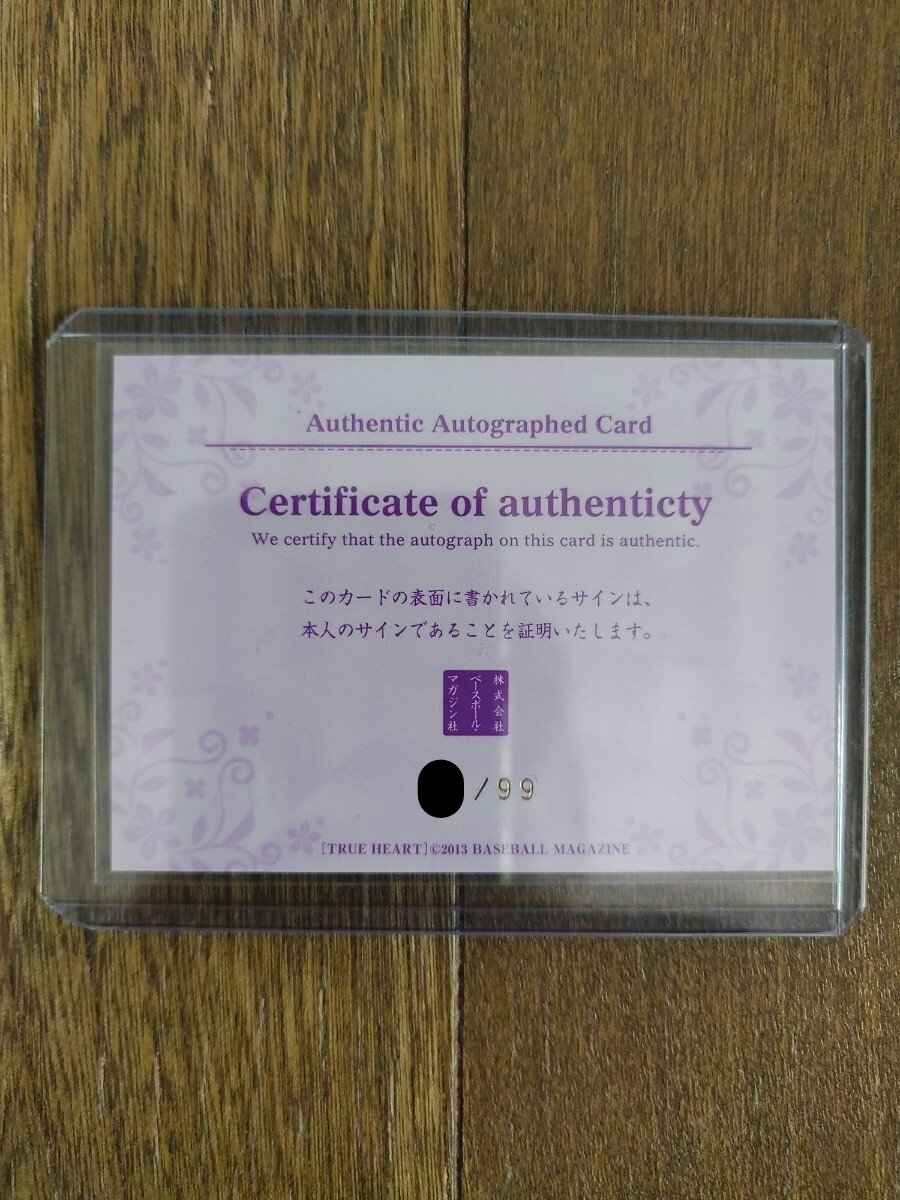 Authentic Autographed Card
Certificate of authenticty
We certify that the autograph on this card is authentic.
このカードの表面に書かれているサインは、
本人のサインであることを証明いたします。
株式会社
ベースボール・
マガジン社
/99
[TRUE HEART]©2013 BASEBALL MAGAZINE